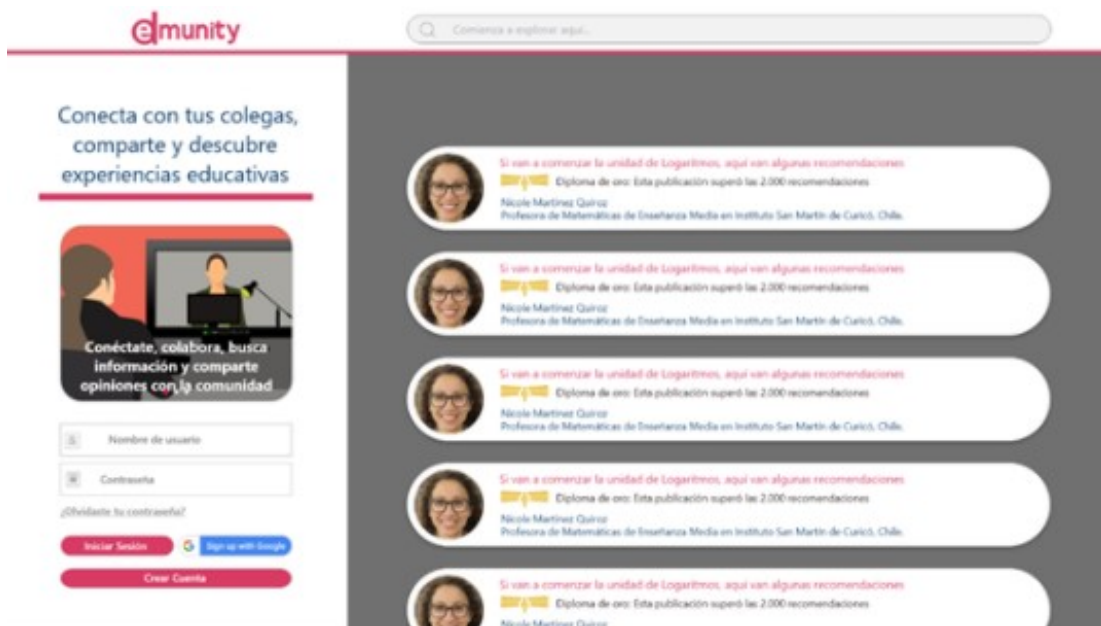 edmunity
Comienza a explorar aquí...
Conecta con tus colegas,
comparte y descubre
experiencias educativas
Conéctate, colabora, busca
información y comparte
opiniones con la comunidad
Nombre de usuario
Contraseña
¿Olvidaste tu contraseña?
Iniciar Sesión
Sign up with Google
Crear Cuenta
Si van a comenzar la unidad de Logaritmos, aquí van algunas recomendaciones
Diploma de oro: Esta publicación superó las 2.000 recomendaciones
Nicole Martínez Quiroz
Profesora de Matemáticas de Enseñanza Media en Instituto San Martín de Curicó, Chile.
Si van a comenzar la unidad de Logaritmos, aquí van algunas recomendaciones
Diploma de oro: Esta publicación superó las 2.000 recomendaciones
Nicole Martínez Quiroz
Profesora de Matemáticas de Enseñanza Media en Instituto San Martín de Curicó, Chile.
Si van a comenzar la unidad de Logaritmos, aquí van algunas recomendaciones
Diploma de oro: Esta publicación superó las 2.000 recomendaciones
Nicole Martínez Quiroz
Profesora de Matemáticas de Enseñanza Media en Instituto San Martín de Curicó, Chile.
Si van a comenzar la unidad de Logaritmos, aquí van algunas recomendaciones
Diploma de oro: Esta publicación superó las 2.000 recomendaciones
Nicole Martínez Quiroz
Profesora de Matemáticas de Enseñanza Media en Instituto San Martín de Curicó, Chile.
Si van a comenzar la unidad de Logaritmos, aquí van algunas recomendaciones
Diploma de oro: Esta publicación superó las 2.000 recomendaciones
Nicole Martínez Quiroz